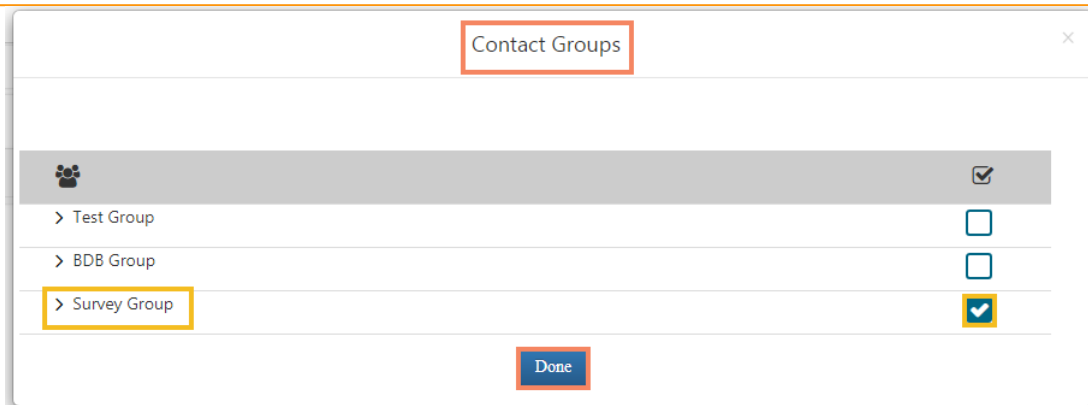 Contact Groups
Test Group
BDB Group
Survey Group
Done